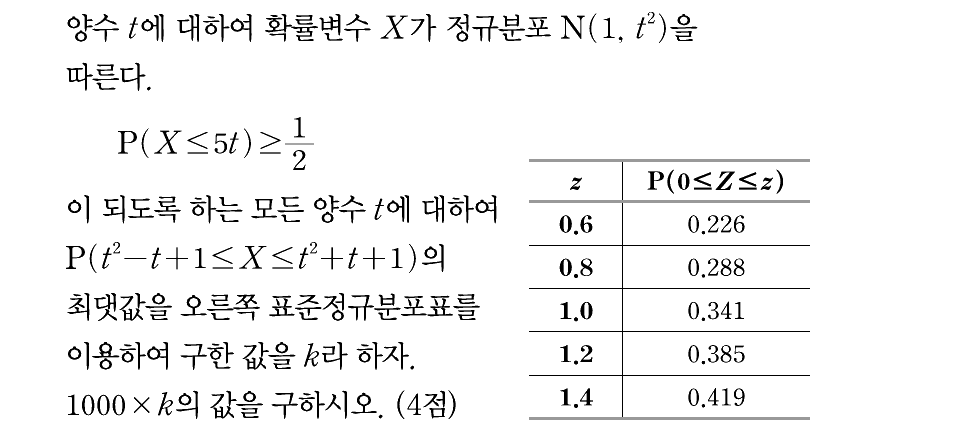 양수 t에 대하여 확률변수 X가 정규분포 N(1, t²)을
따른다.
P(X≤5t)≥1/2
이 되도록 하는 모든 양수 t에 대하여
P(t²−t+1≤X≤t²+t+1)의
최댓값을 오른쪽 표준정규분포표를
이용하여 구한 값을 k라 하자.
1000×k의 값을 구하시오. (4점)
z P(0≤Z≤z)
0.6 0.226
0.8 0.288
1.0 0.341
1.2 0.385
1.4 0.419